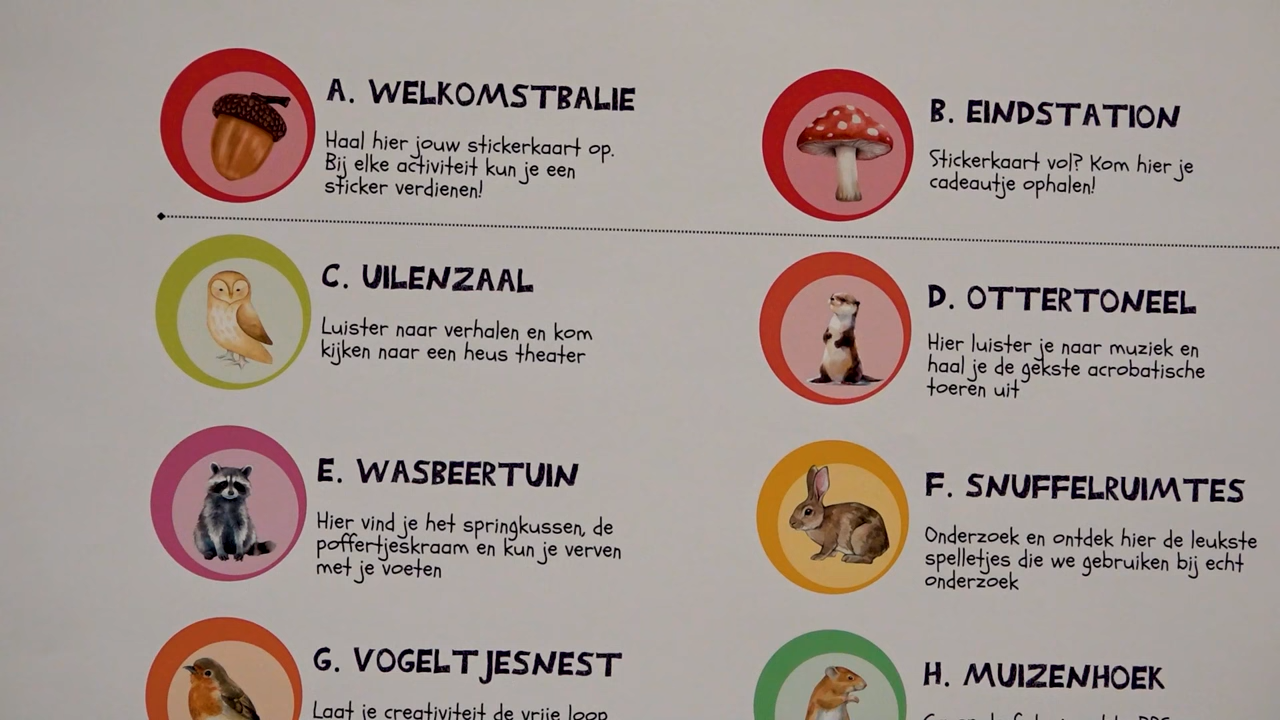 A. WELKOMSTBALIE
Haal hier jouw stickerkaart op.
Bij elke activiteit kun je een
sticker verdienen!
B. EINDSTATION
Stickerkaart vol? Kom hier je
cadeautje ophalen!
C. UILENZAAL
Luister naar verhalen en kom
kijken naar een heus theater
D. OTTERTONEEL
Hier luister je naar muziek en
haal je de gekste acrobatische
toeren uit
E. WASBEERTUIN
Hier vind je het springkussen, de
poffertjeskraam en kun je verven
met je voeten
F. SNUFFELRUIMTES
Onderzoek en ontdek hier de leukste
spelletjes die we gebruiken bij echt
onderzoek
G. VOGELTJESNEST
Laat je creativiteit de vrije loop
H. MUIZENHOEK